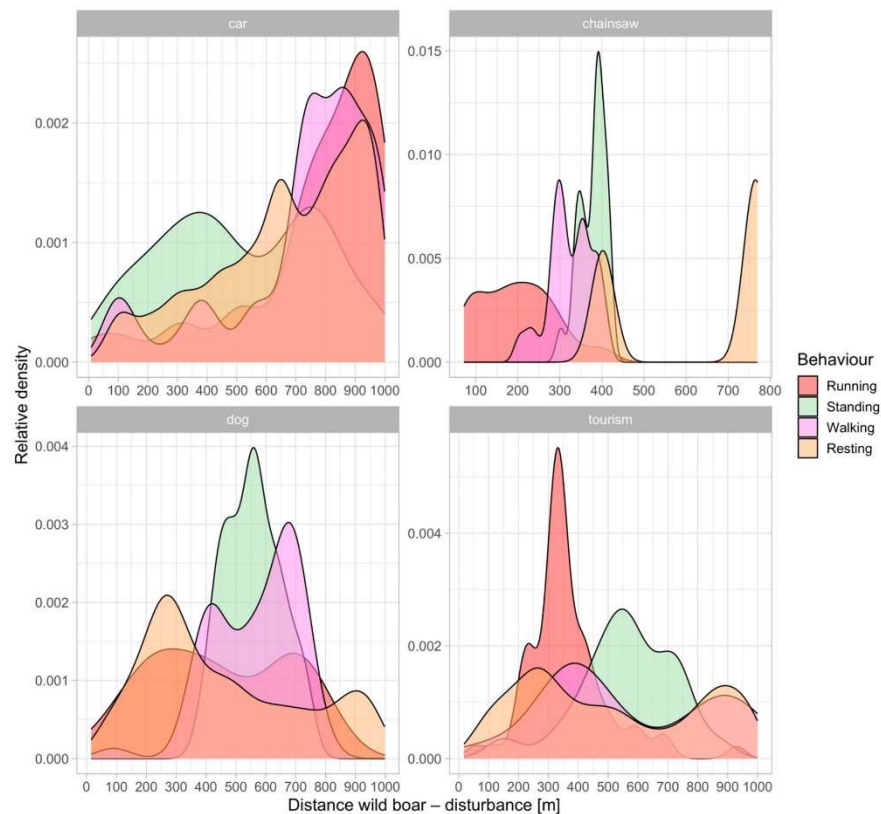 car
chainsaw
0.002
0.001
0.000
0.015
0.010
0.005
0.000
0 100 200 300 400 500 600 700 800 900 1000
100 200 300 400 500 600 700 800
Relative density
dog
tourism
0.004
0.003
0.002
0.001
0.000
0.004
0.002
0.000
0 100 200 300 400 500 600 700 800 900 1000
0 100 200 300 400 500 600 700 800 900 1000
Distance wild boar – disturbance [m]
Behaviour
Running
Standing
Walking
Resting